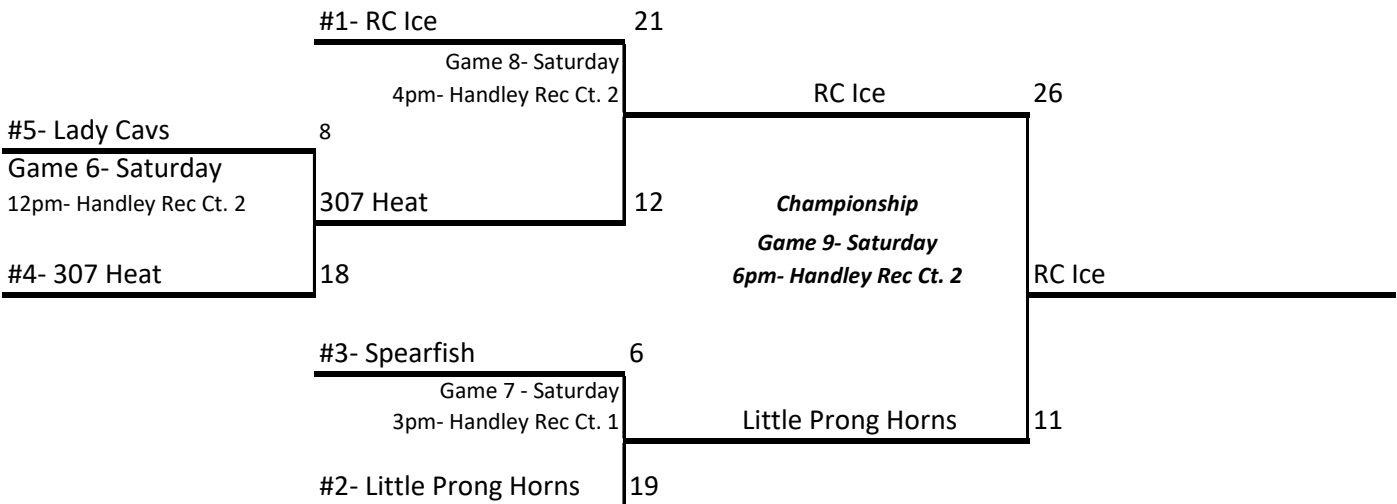 #1- RC Ice 21
Game 8- Saturday
4pm- Handley Rec Ct. 2
RC Ice 26
#5- Lady Cavs 8
Game 6- Saturday
12pm- Handley Rec Ct. 2
307 Heat 12
Championship
Game 9- Saturday
6pm- Handley Rec Ct. 2
#4- 307 Heat 18
RC Ice
#3- Spearfish 6
Game 7 - Saturday
3pm- Handley Rec Ct. 1
Little Prong Horns 11
#2- Little Prong Horns 19